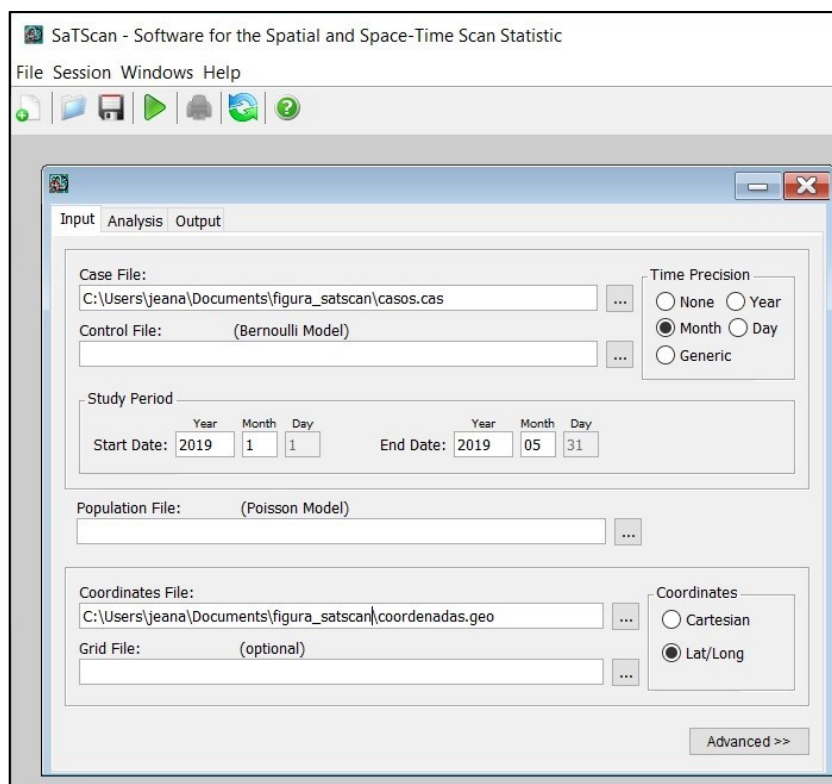 SaTScan - Software for the Spatial and Space-Time Scan Statistic
File Session Windows Help
Input Analysis Output
Case File:
C:\Users\jeana\Documents\figura_satscan\casos.cas
...
Control File: (Bernoulli Model)
...
Time Precision
None Year
Month Day
Generic
Study Period
Year Month Day Year Month Day
Start Date: 2019 1 1 End Date: 2019 05 31
Population File: (Poisson Model)
...
Coordinates File:
C:\Users\jeana\Documents\figura_satscan\coordenadas.geo
...
Grid File: (optional)
...
Coordinates
Cartesian
Lat/Long
Advanced >>